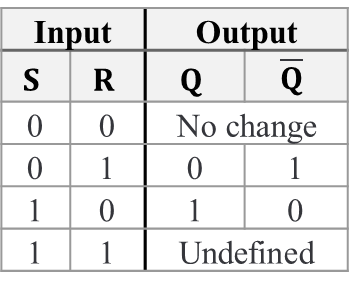 Input Output
S R Q Q̅
0 0 No change
0 1 0 1
1 0 1 0
1 1 Undefined